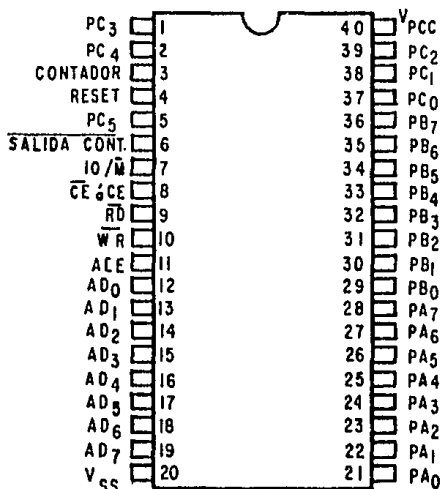 PC3 1 40 VPCC
PC4 2 39 PC2
CONTADOR 3 38 PC1
RESET 4 37 PC0
PC5 5 36 PB7
SALIDA CONT. 6 35 PB6
IO/M̅ 7 34 PB5
C̅E̅ ó CE 8 33 PB4
R̅D̅ 9 32 PB3
W̅R̅ 10 31 PB2
ALE 11 30 PB1
AD0 12 29 PB0
AD1 13 28 PA7
AD2 14 27 PA6
AD3 15 26 PA5
AD4 16 25 PA4
AD5 17 24 PA3
AD6 18 23 PA2
AD7 19 22 PA1
VSS 20 21 PA0